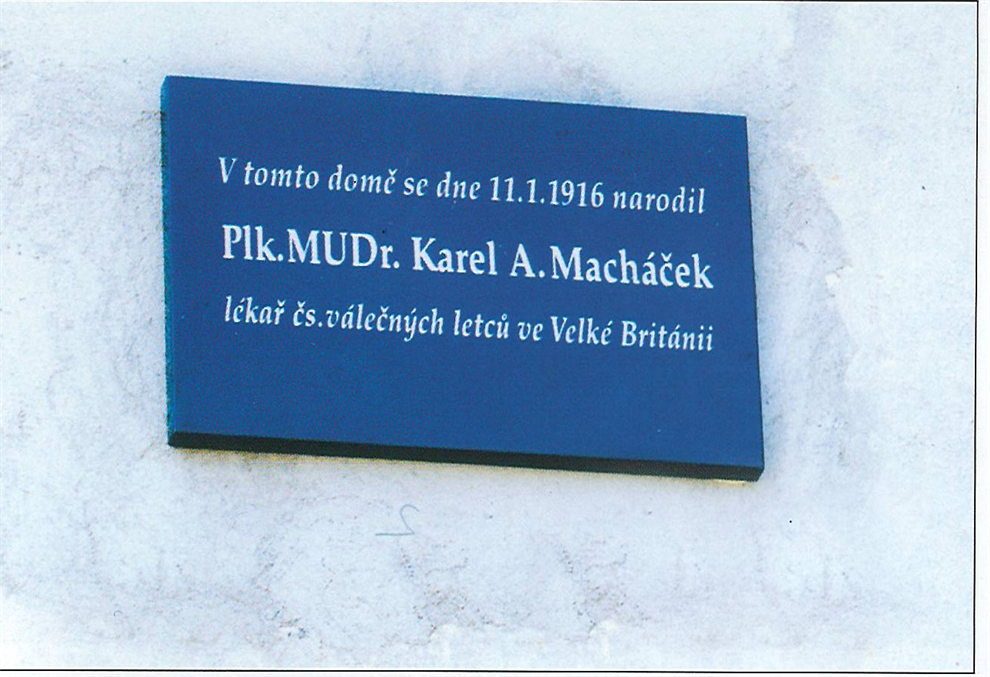 V tomto domě se dne 11.1.1916 narodil
Plk.MUDr. Karel A.Macháček
lékař čs.válečných letců ve Velké Británii
2